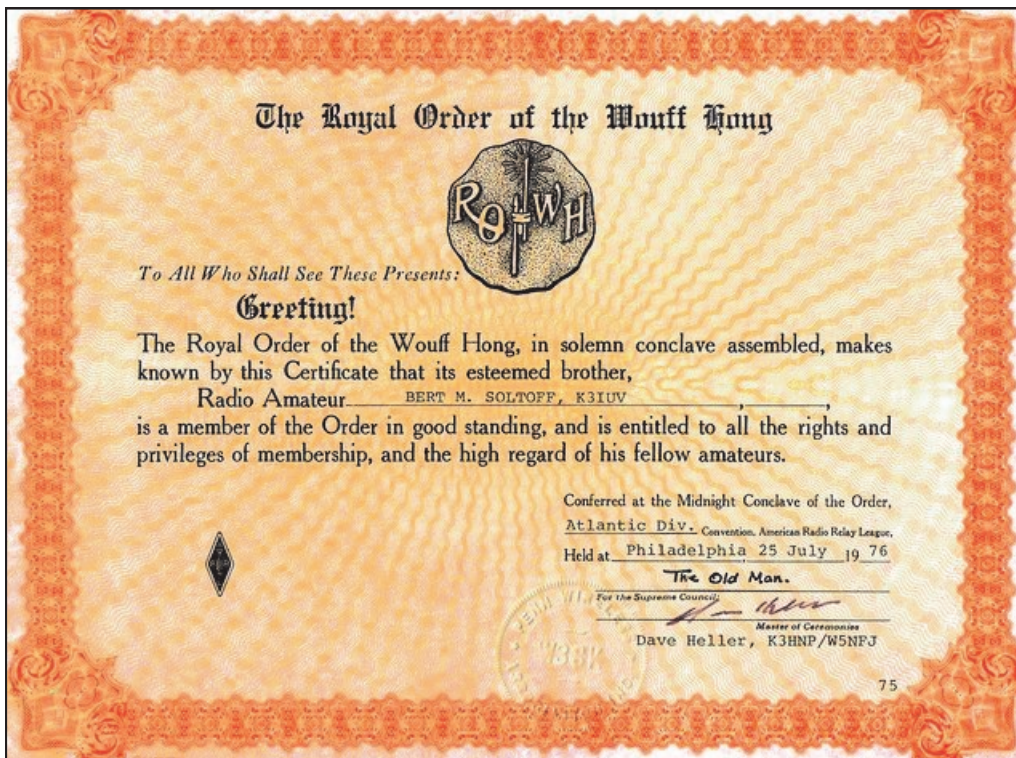 The Royal Order of the Wouff Hong
ROWH
To All Who Shall See These Presents:
Greeting!
The Royal Order of the Wouff Hong, in solemn conclave assembled, makes
known by this Certificate that its esteemed brother,
Radio Amateur BERT M. SOLTOFF, K3IUV , ,
is a member of the Order in good standing, and is entitled to all the rights and
privileges of membership, and the high regard of his fellow amateurs.
Conferred at the Midnight Conclave of the Order,
Atlantic Div. Convention, American Radio Relay League,
Held at Philadelphia, 25 July 19 76
The Old Man.
For the Supreme Council:
Master of Ceremonies
Dave Heller, K3HNP/W5NFJ
PENN
75